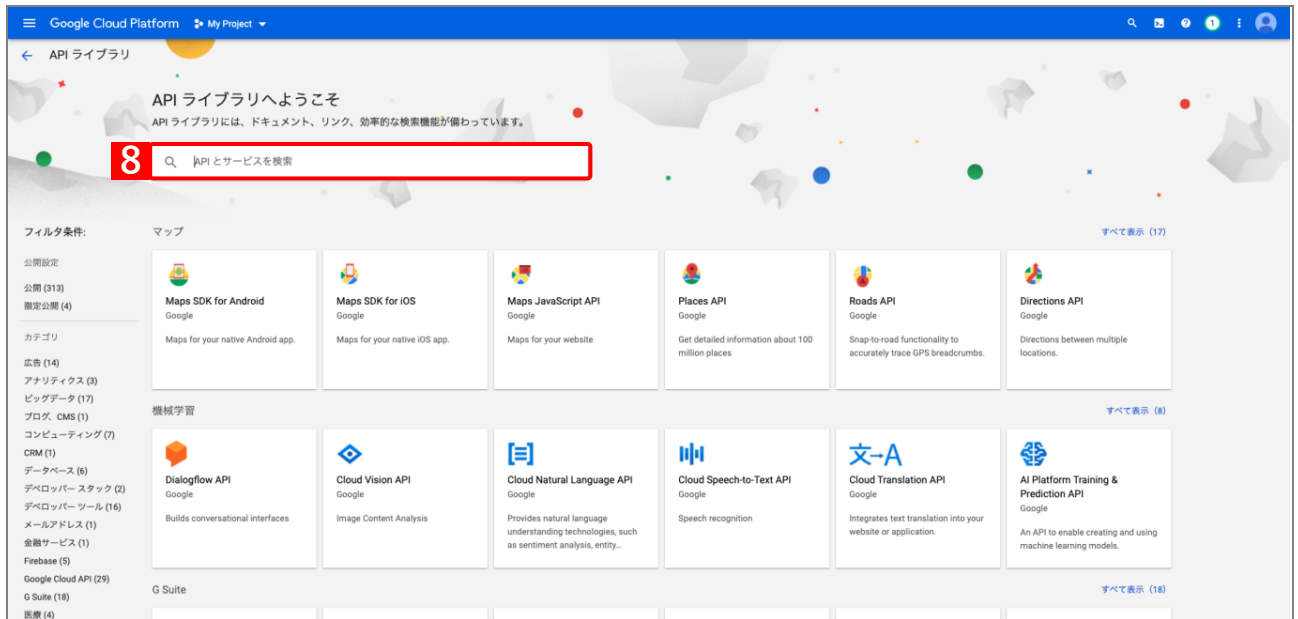 Google Cloud Platform My Project
1
API ライブラリ
API ライブラリへようこそ
API ライブラリには、ドキュメント、リンク、効率的な検索機能が備わっています。
8
API とサービスを検索
フィルタ条件:
公開設定
公開 (313)
限定公開 (4)
カテゴリ
広告 (14)
アナリティクス (3)
ビッグデータ (17)
ブログ、CMS (1)
コンピューティング (7)
CRM (1)
データベース (6)
デベロッパー スタック (2)
デベロッパー ツール (16)
メールアドレス (1)
金融サービス (1)
Firebase (5)
Google Cloud API (29)
G Suite (18)
医療 (4)
マップ
すべて表示 (17)
Maps SDK for Android
Google
Maps for your native Android app.
Maps SDK for iOS
Google
Maps for your native iOS app.
Maps JavaScript API
Google
Maps for your website
Places API
Google
Get detailed information about 100
million places
Roads API
Google
Snap-to-road functionality to
accurately trace GPS breadcrumbs.
Directions API
Google
Directions between multiple
locations.
機械学習
すべて表示 (8)
Dialogflow API
Google
Builds conversational interfaces
Cloud Vision API
Google
Image Content Analysis
Cloud Natural Language API
Google
Provides natural language
understanding technologies, such
as sentiment analysis, entity…
Cloud Speech-to-Text API
Google
Speech recognition
文→A
Cloud Translation API
Google
Integrates text translation into your
website or application.
AI Platform Training &
Prediction API
Google
An API to enable creating and using
machine learning models.
G Suite
すべて表示 (18)